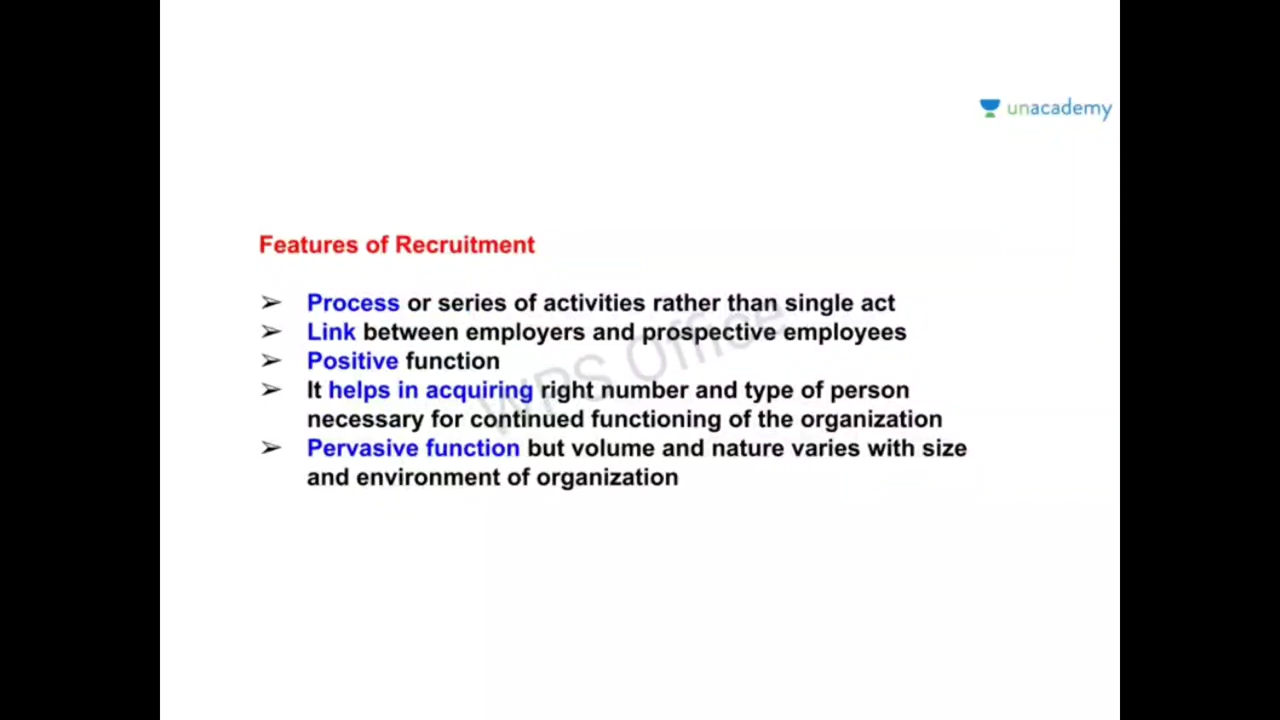 unacademy
Features of Recruitment
➢ Process or series of activities rather than single act
➢ Link between employers and prospective employees
➢ Positive function
➢ It helps in acquiring right number and type of person
necessary for continued functioning of the organization
➢ Pervasive function but volume and nature varies with size
and environment of organization
WPS Office